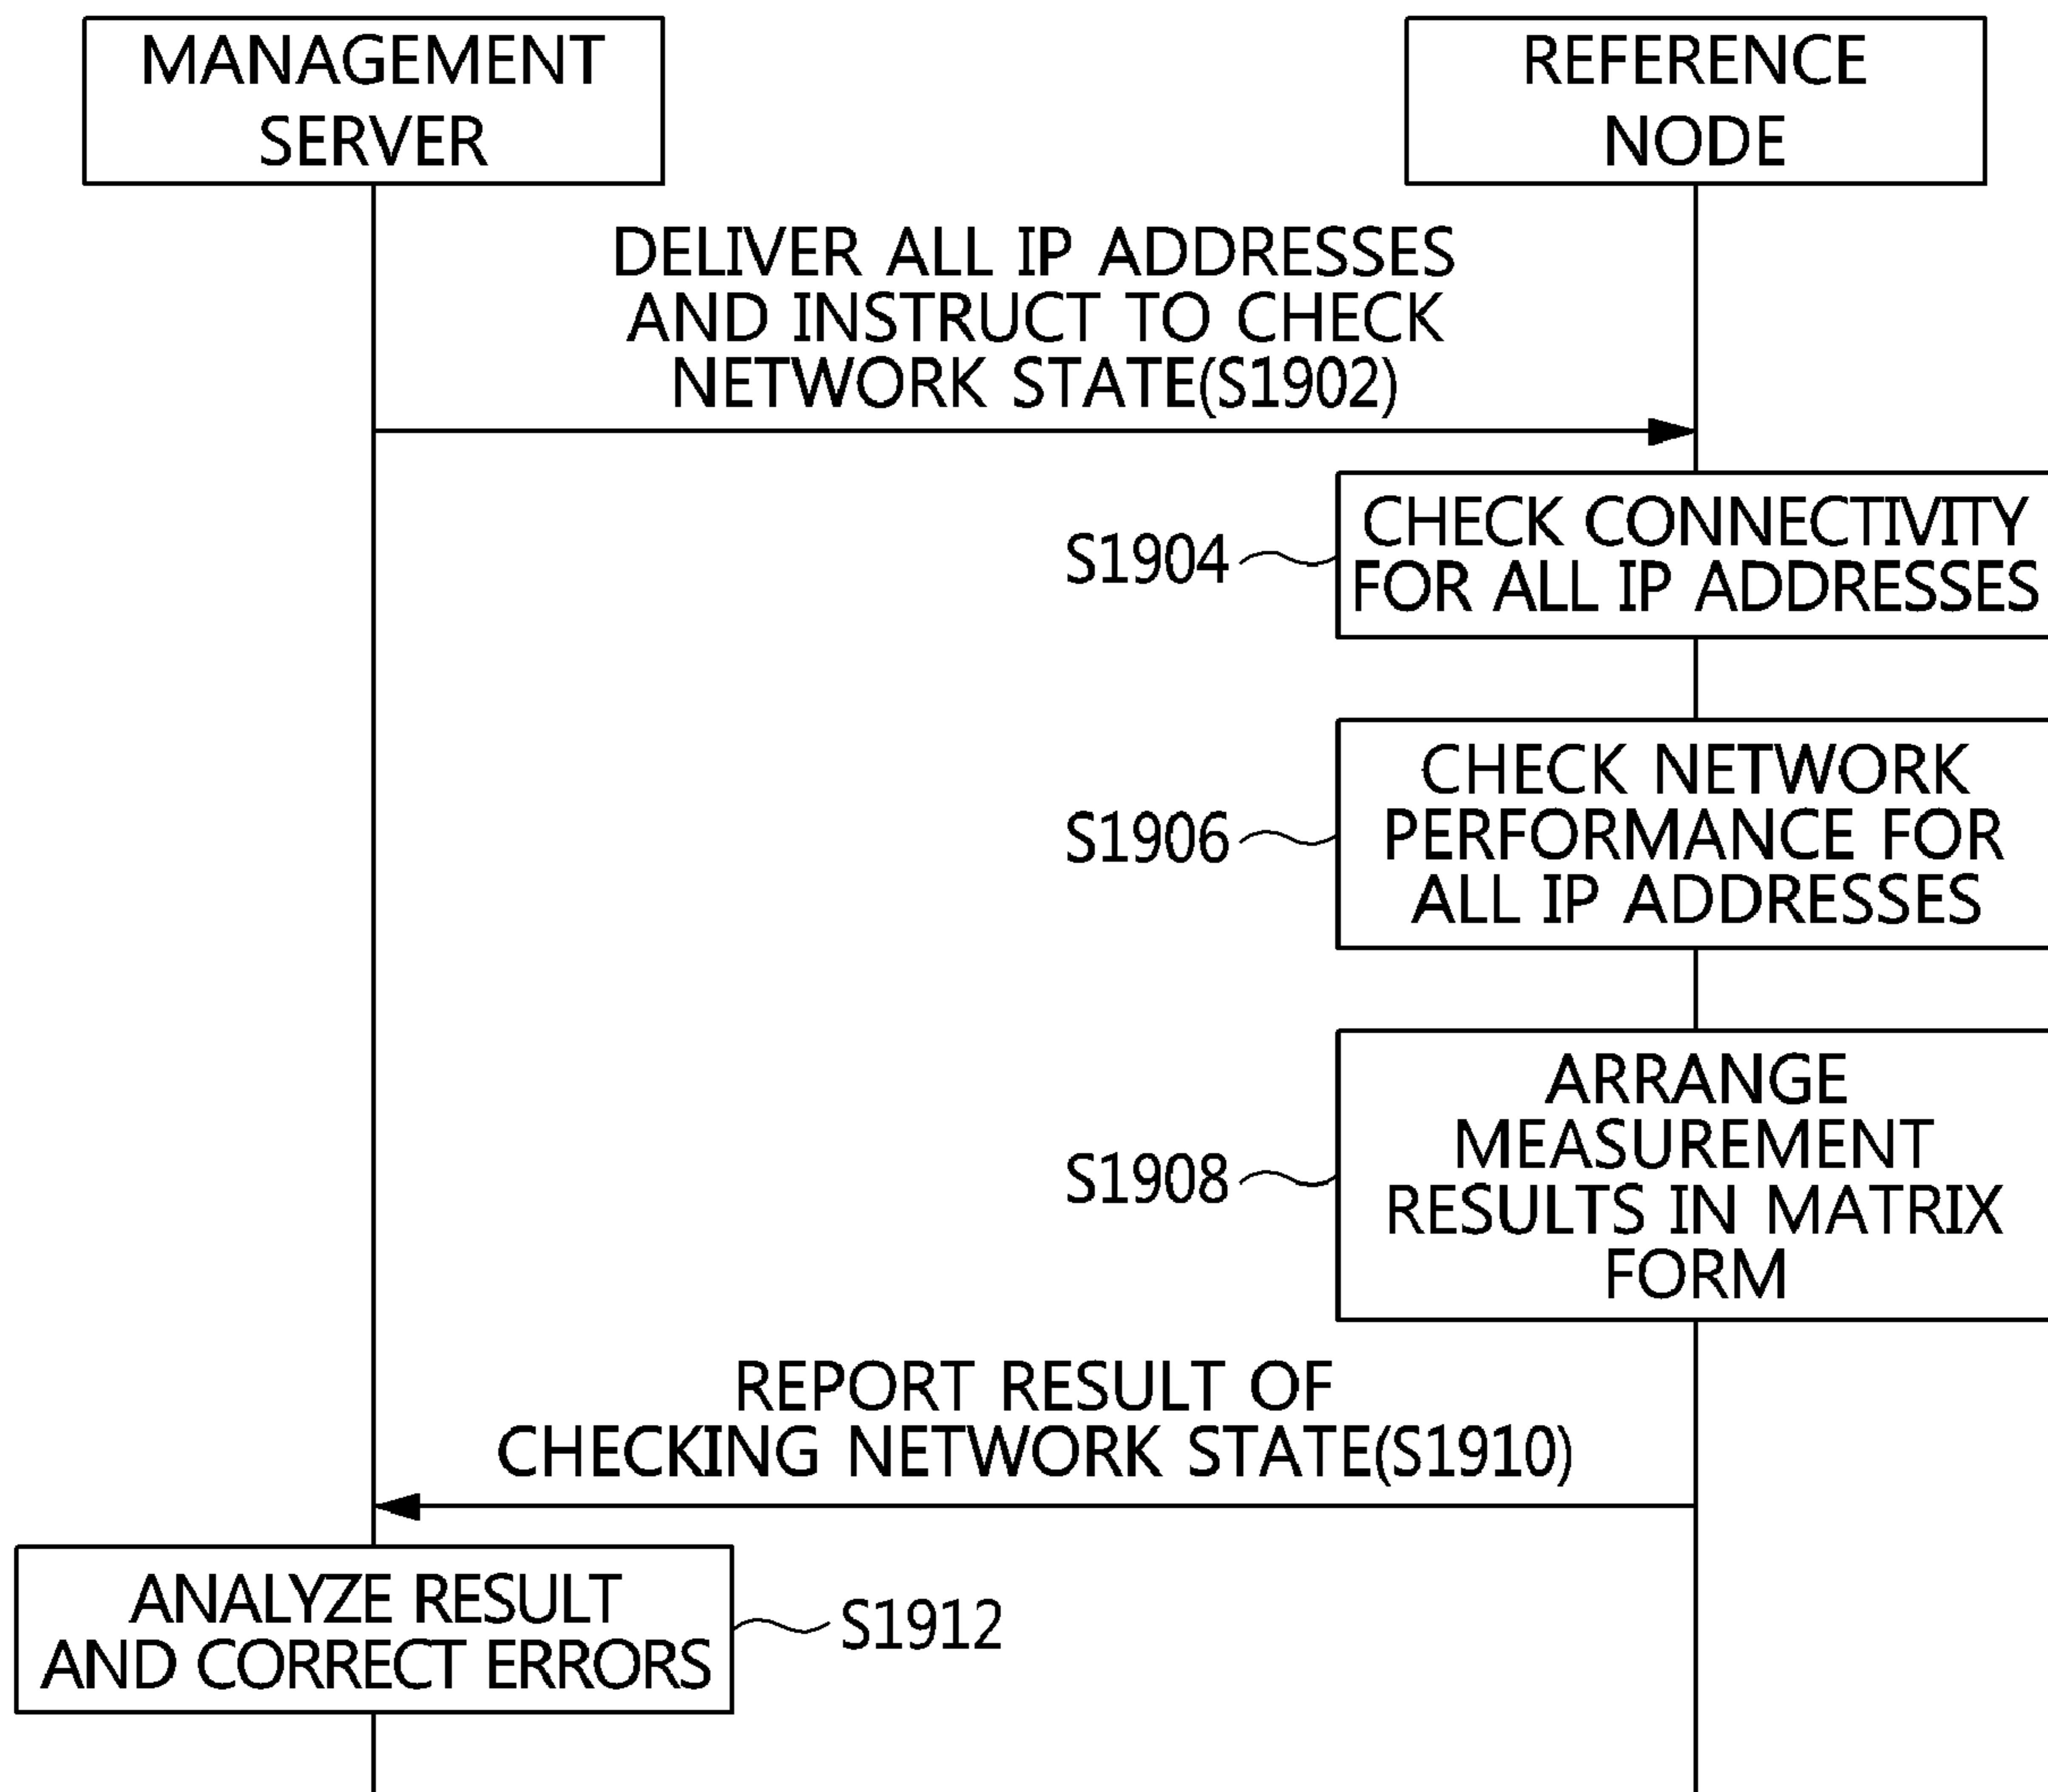 MANAGEMENT
SERVER
REFERENCE
NODE
DELIVER ALL IP ADDRESSES
AND INSTRUCT TO CHECK
NETWORK STATE(S1902)
S1904
CHECK CONNECTIVITY
FOR ALL IP ADDRESSES
S1906
CHECK NETWORK
PERFORMANCE FOR
ALL IP ADDRESSES
S1908
ARRANGE
MEASUREMENT
RESULTS IN MATRIX
FORM
REPORT RESULT OF
CHECKING NETWORK STATE(S1910)
ANALYZE RESULT
AND CORRECT ERRORS
S1912